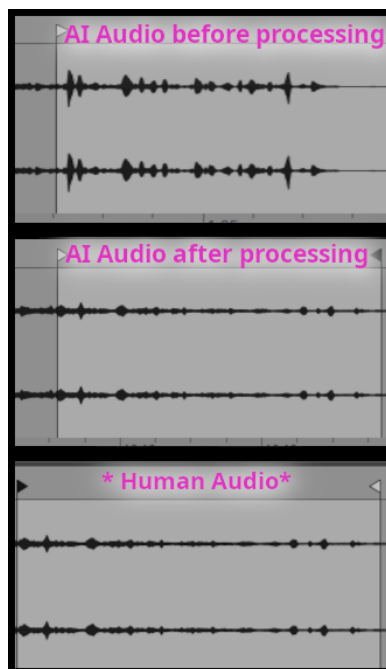 AI Audio before processing
AI Audio after processing
* Human Audio*